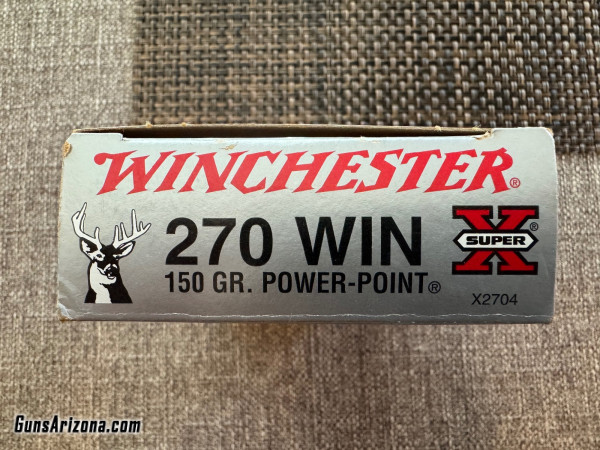 WINCHESTER®
270 WIN
150 GR. POWER-POINT®
X®
SUPER
X2704
GunsArizona.com